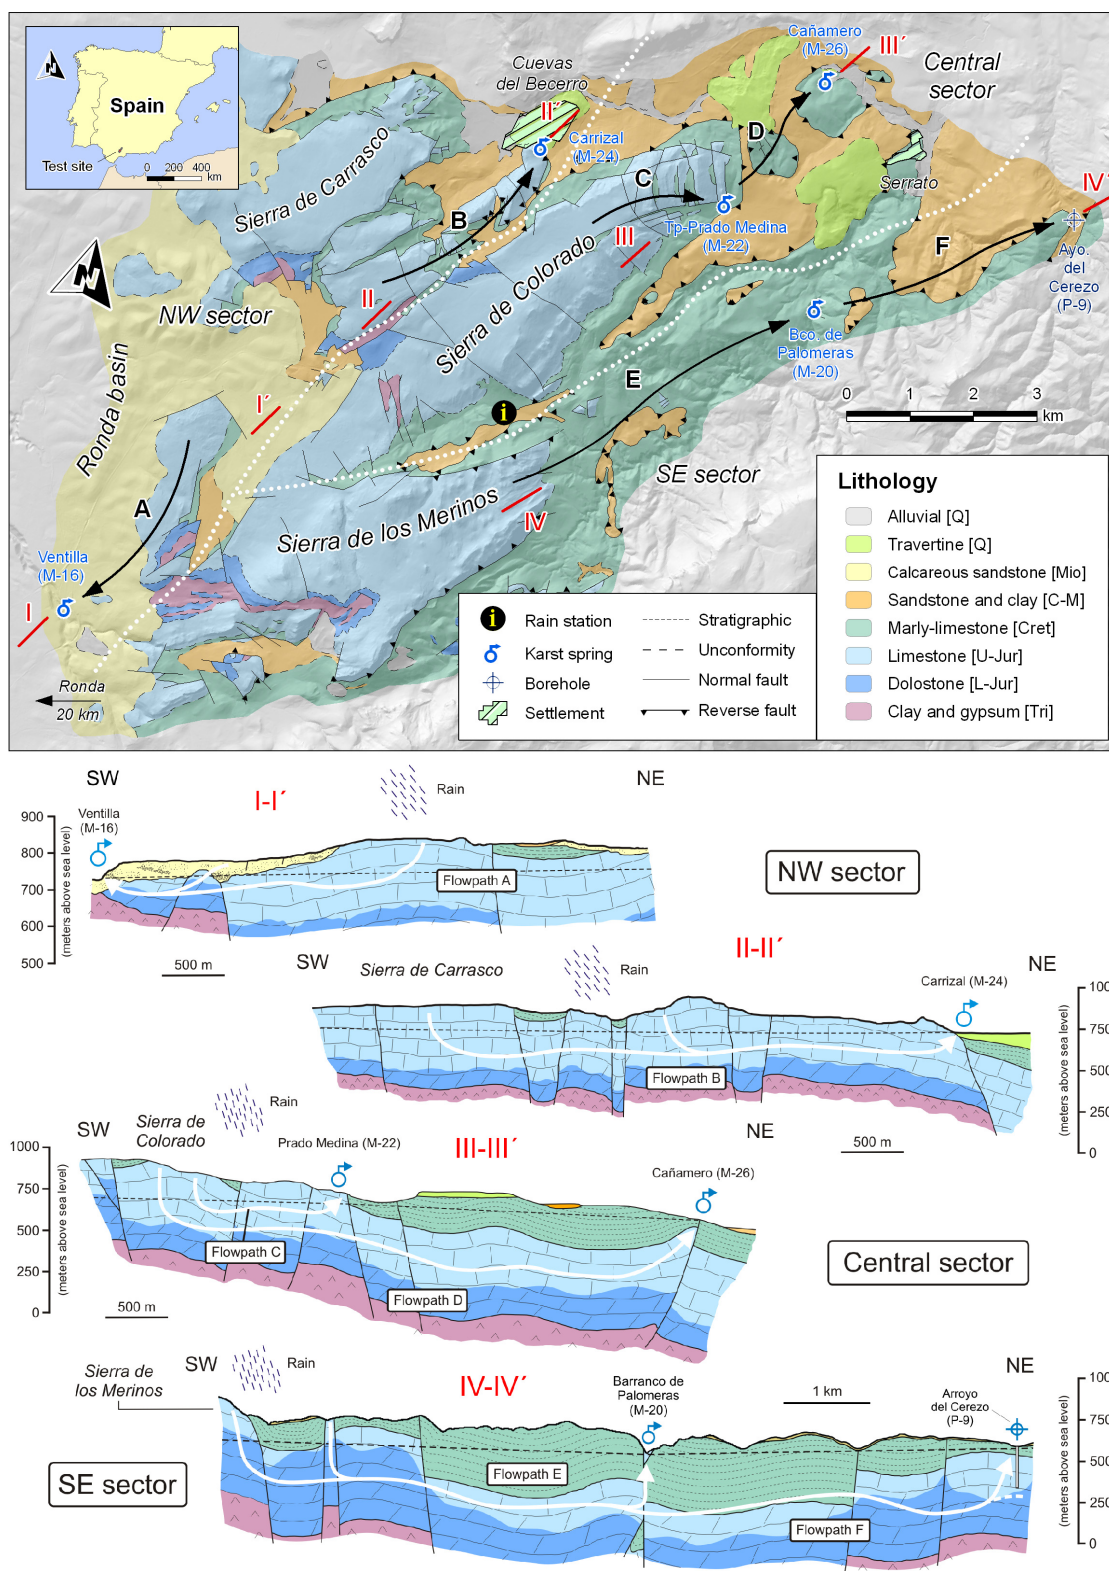 Cañamero
(M-26)
III´
Central
sector
Cuevas
del Becerro
II´
Carrizal
(M-24)
Spain
Test site
0 200 400
km
N
Sierra de Carrasco
B
C
D
Serrato
IV´
Tp-Prado Medina
(M-22)
III
F
Ayo.
del
Cerezo
(P-9)
N
NW sector
II
Sierra de Colorado
Bco. de
Palomeras
(M-20)
E
0 1 2 3
km
Ronda basin
I´
i
SE sector
A
IV
Sierra de los Merinos
Ventilla
(M-16)
I
Ronda
20 km
Lithology
Alluvial [Q]
Travertine [Q]
Calcareous sandstone [Mio]
Sandstone and clay [C-M]
Marly-limestone [Cret]
Limestone [U-Jur]
Dolostone [L-Jur]
Clay and gypsum [Tri]
i Rain station
Karst spring
Borehole
Settlement
Stratigraphic
Unconformity
Normal fault
Reverse fault
SW
I-I´
Rain
NE
Ventilla
(M-16)
900
800
700
600
500
(meters above sea level)
Flowpath A
500 m
NW sector
II-II´
SW
Sierra de Carrasco
Rain
NE
Carrizal (M-24)
100
750
500
250
0
(meters above sea level)
Flowpath B
500 m
SW
Sierra de
Colorado
Rain
Prado Medina (M-22)
III-III´
NE
Cañamero (M-26)
1000
750
500
250
0
(meters above sea level)
Flowpath C
Flowpath D
500 m
Central sector
Sierra de
los Merinos
SW
Rain
IV-IV´
Barranco de
Palomeras
(M-20)
1 km
NE
Arroyo
del Cerezo
(P-9)
100
750
500
250
0
(meters above sea level)
Flowpath E
Flowpath F
SE sector